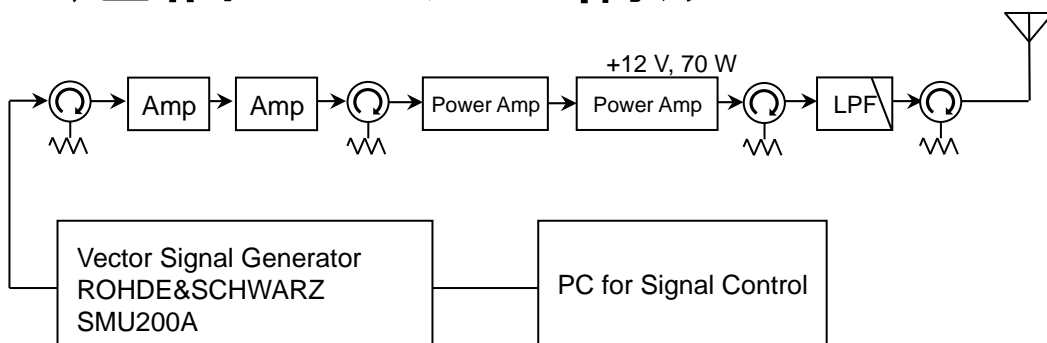 +12 V, 70 W
Amp
Amp
Power Amp
Power Amp
LPF
Vector Signal Generator
ROHDE&SCHWARZ
SMU200A
PC for Signal Control